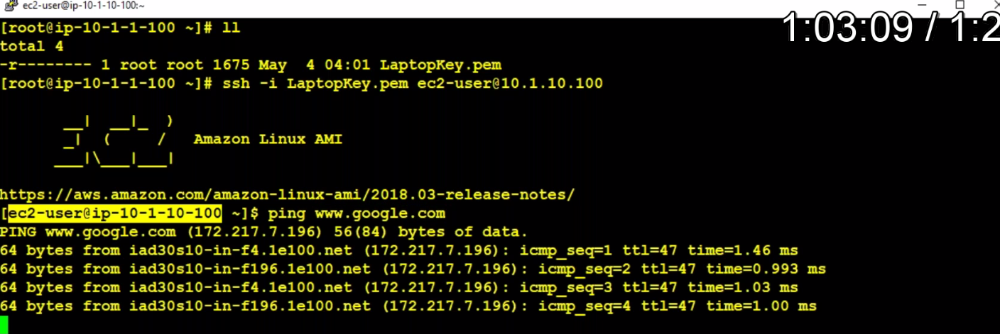 ec2-user@ip-10-1-10-100:~
1:03:09 / 1:2
[root@ip-10-1-1-100 ~]# ll
total 4
-r-------- 1 root root 1675 May  4 04:01 LaptopKey.pem
[root@ip-10-1-1-100 ~]# ssh -i LaptopKey.pem ec2-user@10.1.10.100
       __|  __|_  )
       _|  (     /   Amazon Linux AMI
      ___|\___|___|
https://aws.amazon.com/amazon-linux-ami/2018.03-release-notes/
[ec2-user@ip-10-1-10-100 ~]$ ping www.google.com
PING www.google.com (172.217.7.196) 56(84) bytes of data.
64 bytes from iad30s10-in-f4.1e100.net (172.217.7.196): icmp_seq=1 ttl=47 time=1.46 ms
64 bytes from iad30s10-in-f196.1e100.net (172.217.7.196): icmp_seq=2 ttl=47 time=0.993 ms
64 bytes from iad30s10-in-f4.1e100.net (172.217.7.196): icmp_seq=3 ttl=47 time=1.03 ms
64 bytes from iad30s10-in-f196.1e100.net (172.217.7.196): icmp_seq=4 ttl=47 time=1.00 ms